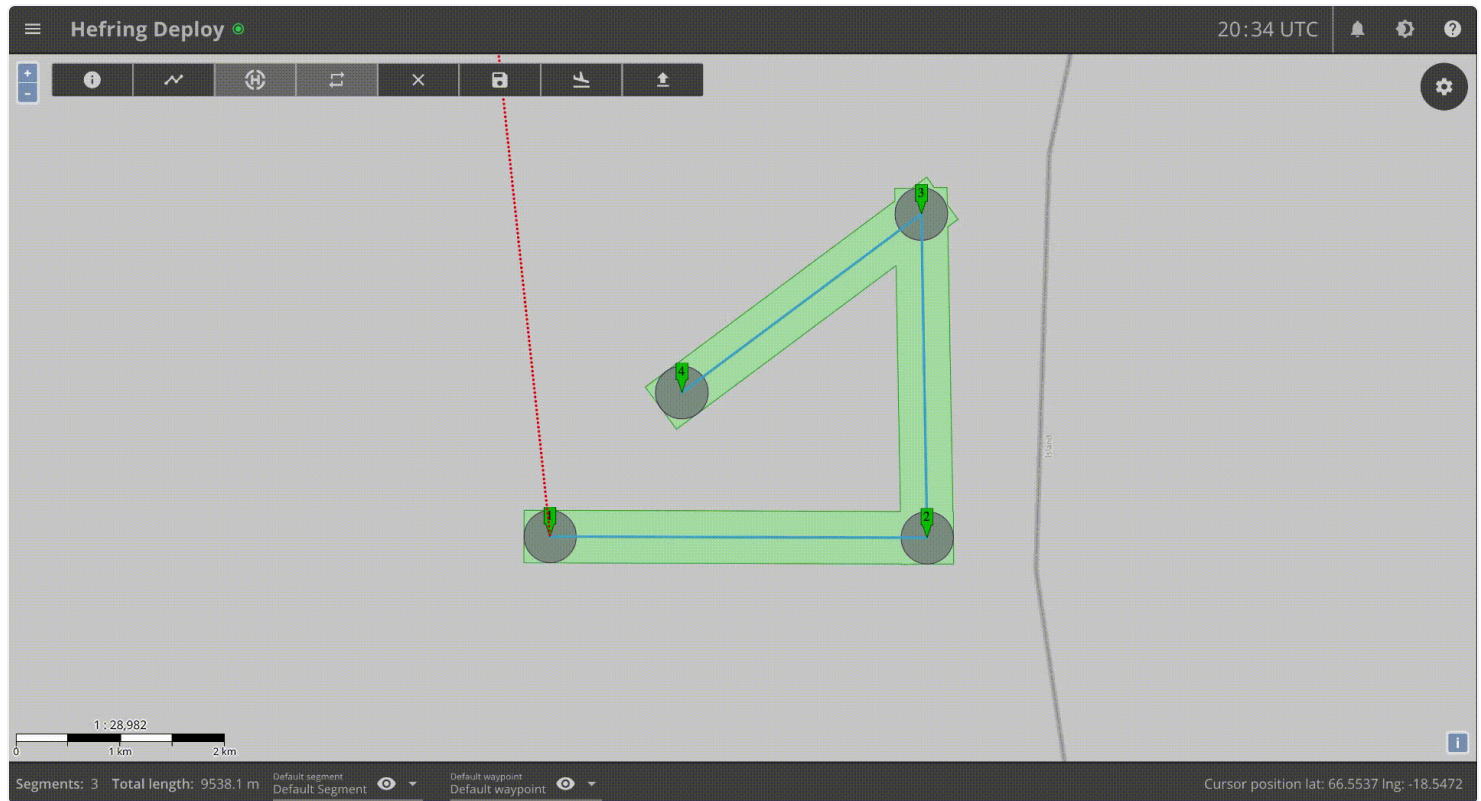 Hefring Deploy
20:34 UTC
+
-
3
4
1
2
Island
1 : 28,982
0 1 km 2 km
i
Segments: 3 Total length: 9538.1 m
Default segment
Default Segment
Default waypoint
Default waypoint
Cursor position lat: 66.5537 lng: -18.5472